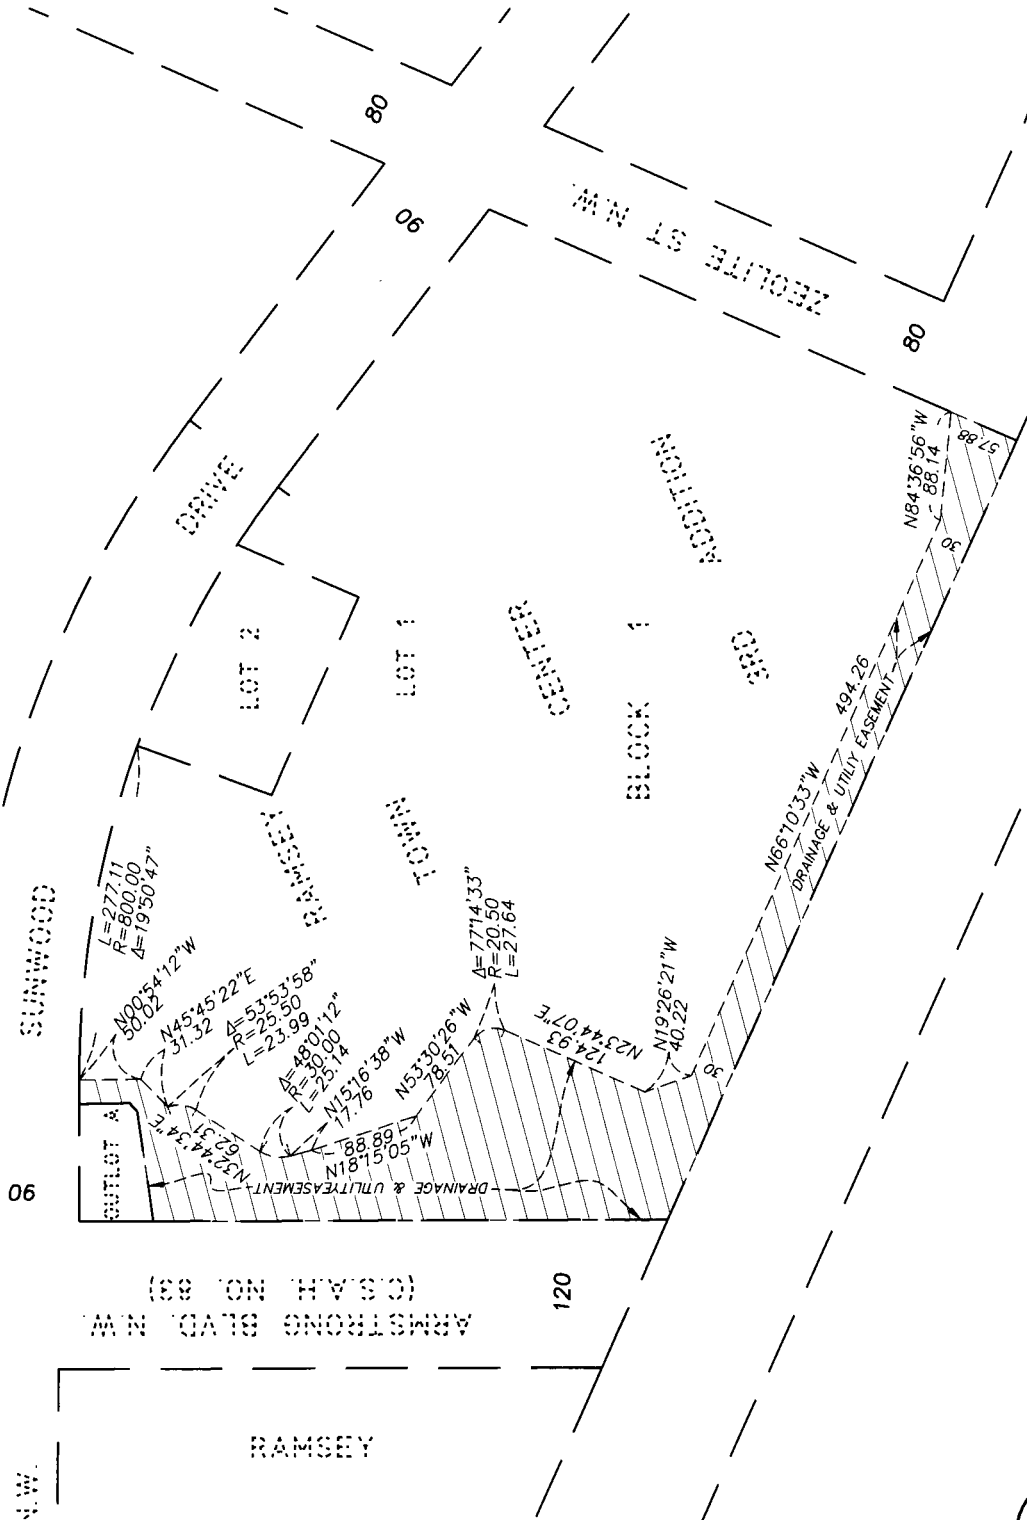 80
90
ZEOLITE ST N.W.
80
DRIVE
LOT 2
LOT 1
BLOCK 1
RAMSEY
TOWN
CENTER
3RD
ADDITION
SUNWOOD
L=277.11
R=800.00
Δ=19°50'47"
N00°54'12"W
50.02
N45°45'22"E
31.32
Δ=53°53'58"
R=25.50
L=23.99
N32°44'34"E
62.31
Δ=48°01'12"
R=30.00
L=25.14
N15°16'38"W
17.76
88.89
N18°15'05"W
N53°30'26"W
78.51
Δ=77°14'33"
R=20.50
L=27.64
124.93
N23°44'07"E
N19°26'21"W
40.22
30
N66°10'33"W
494.26
DRAINAGE & UTILIY EASEMENT
N84°36'56"W
88.14
57.88
30
OUTLOT A
DRAINAGE & UTILITYEASEMENT
90
ARMSTRONG BLVD. N.W.
(C.S.A.H. NO. 83)
120
RAMSEY
N.W.